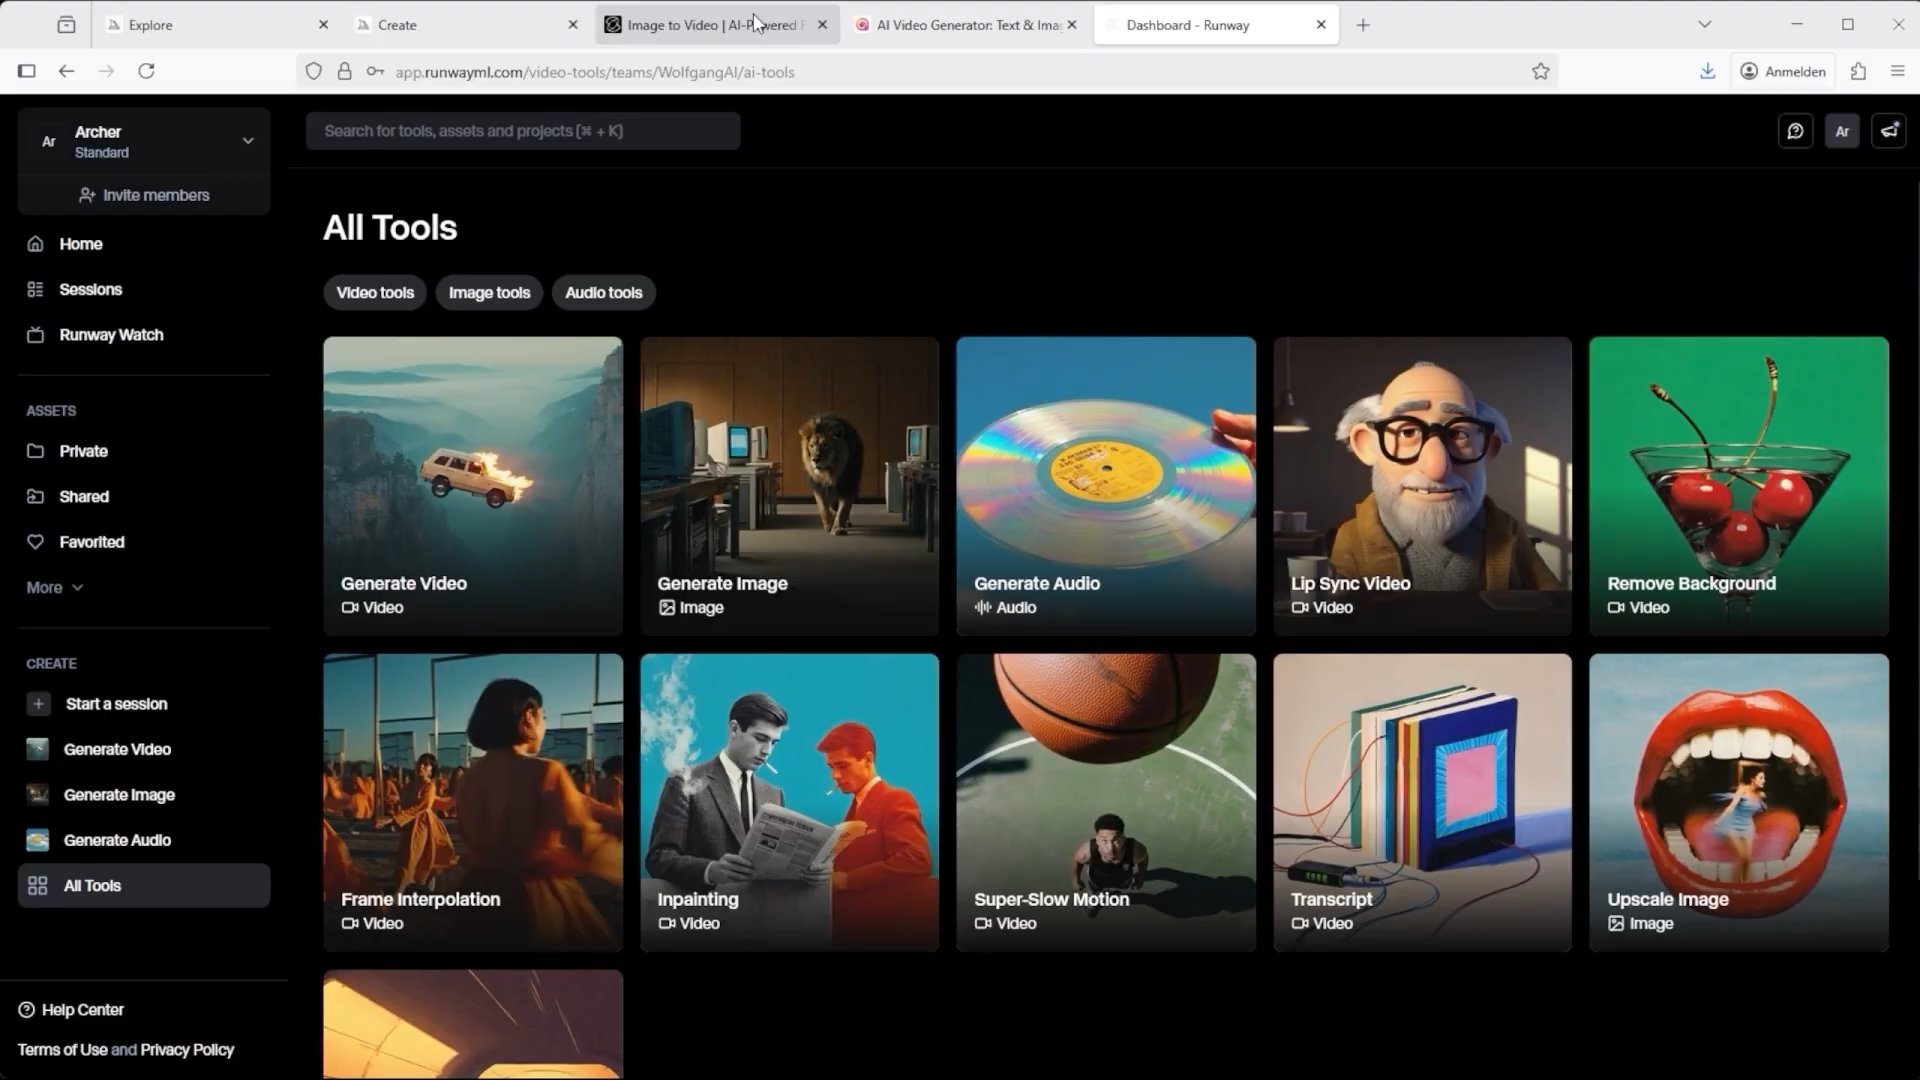 Explore
Create
Image to Video | AI-Powered
AI Video Generator: Text & Ima
Dashboard - Runway
app.runwayml.com/video-tools/teams/WolfgangAI/ai-tools
Anmelden
Ar
Archer
Standard
Invite members
Search for tools, assets and projects (⌘ + K)
Ar
Home
Sessions
Runway Watch
ASSETS
Private
Shared
Favorited
More
CREATE
Start a session
Generate Video
Generate Image
Generate Audio
All Tools
Help Center
Terms of Use and Privacy Policy
All Tools
Video tools
Image tools
Audio tools
Generate Video
Video
Generate Image
Image
Generate Audio
Audio
Lip Sync Video
Video
Remove Background
Video
Frame Interpolation
Video
Inpainting
Video
Super-Slow Motion
Video
Transcript
Video
Upscale Image
Image